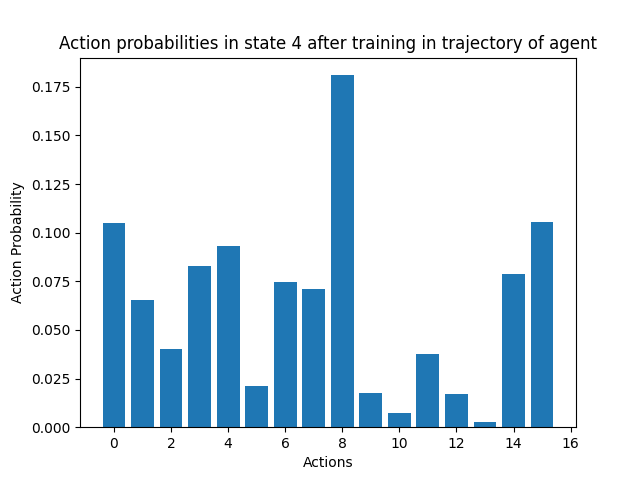 Action probabilities in state 4 after training in trajectory of agent
0.175
0.150
0.125
0.100
0.075
0.050
0.025
0.000
Action Probability
0 2 4 6 8 10 12 14 16
Actions